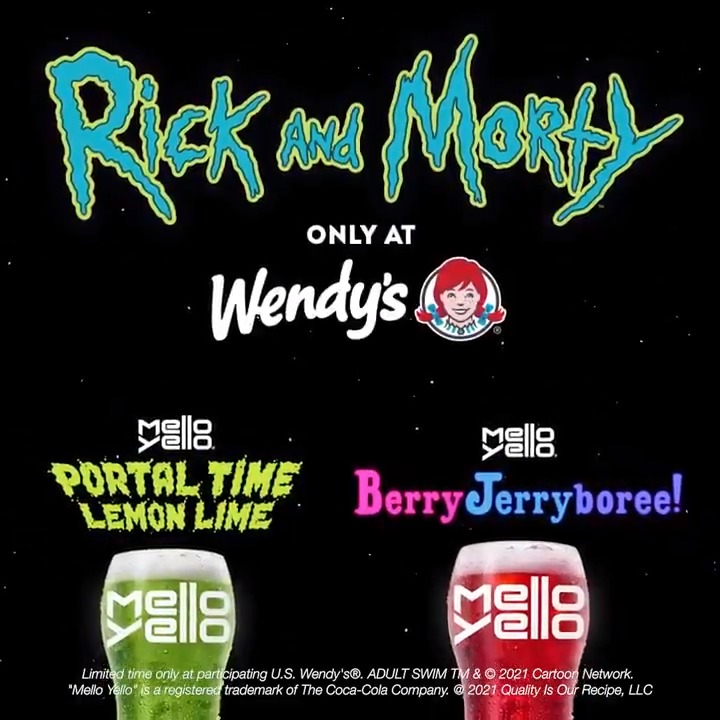 Rick And Morty
ONLY AT
Wendy's
mello
yello
PORTAL TIME
LEMON LIME
mello
yello
BerryJerryboree!
mello
yello
mello
yello
Limited time only at participating U.S. Wendy's®. ADULT SWIM TM & © 2021 Cartoon Network.
"Mello Yello" is a registered trademark of The Coca-Cola Company. @ 2021 Quality Is Our Recipe, LLC